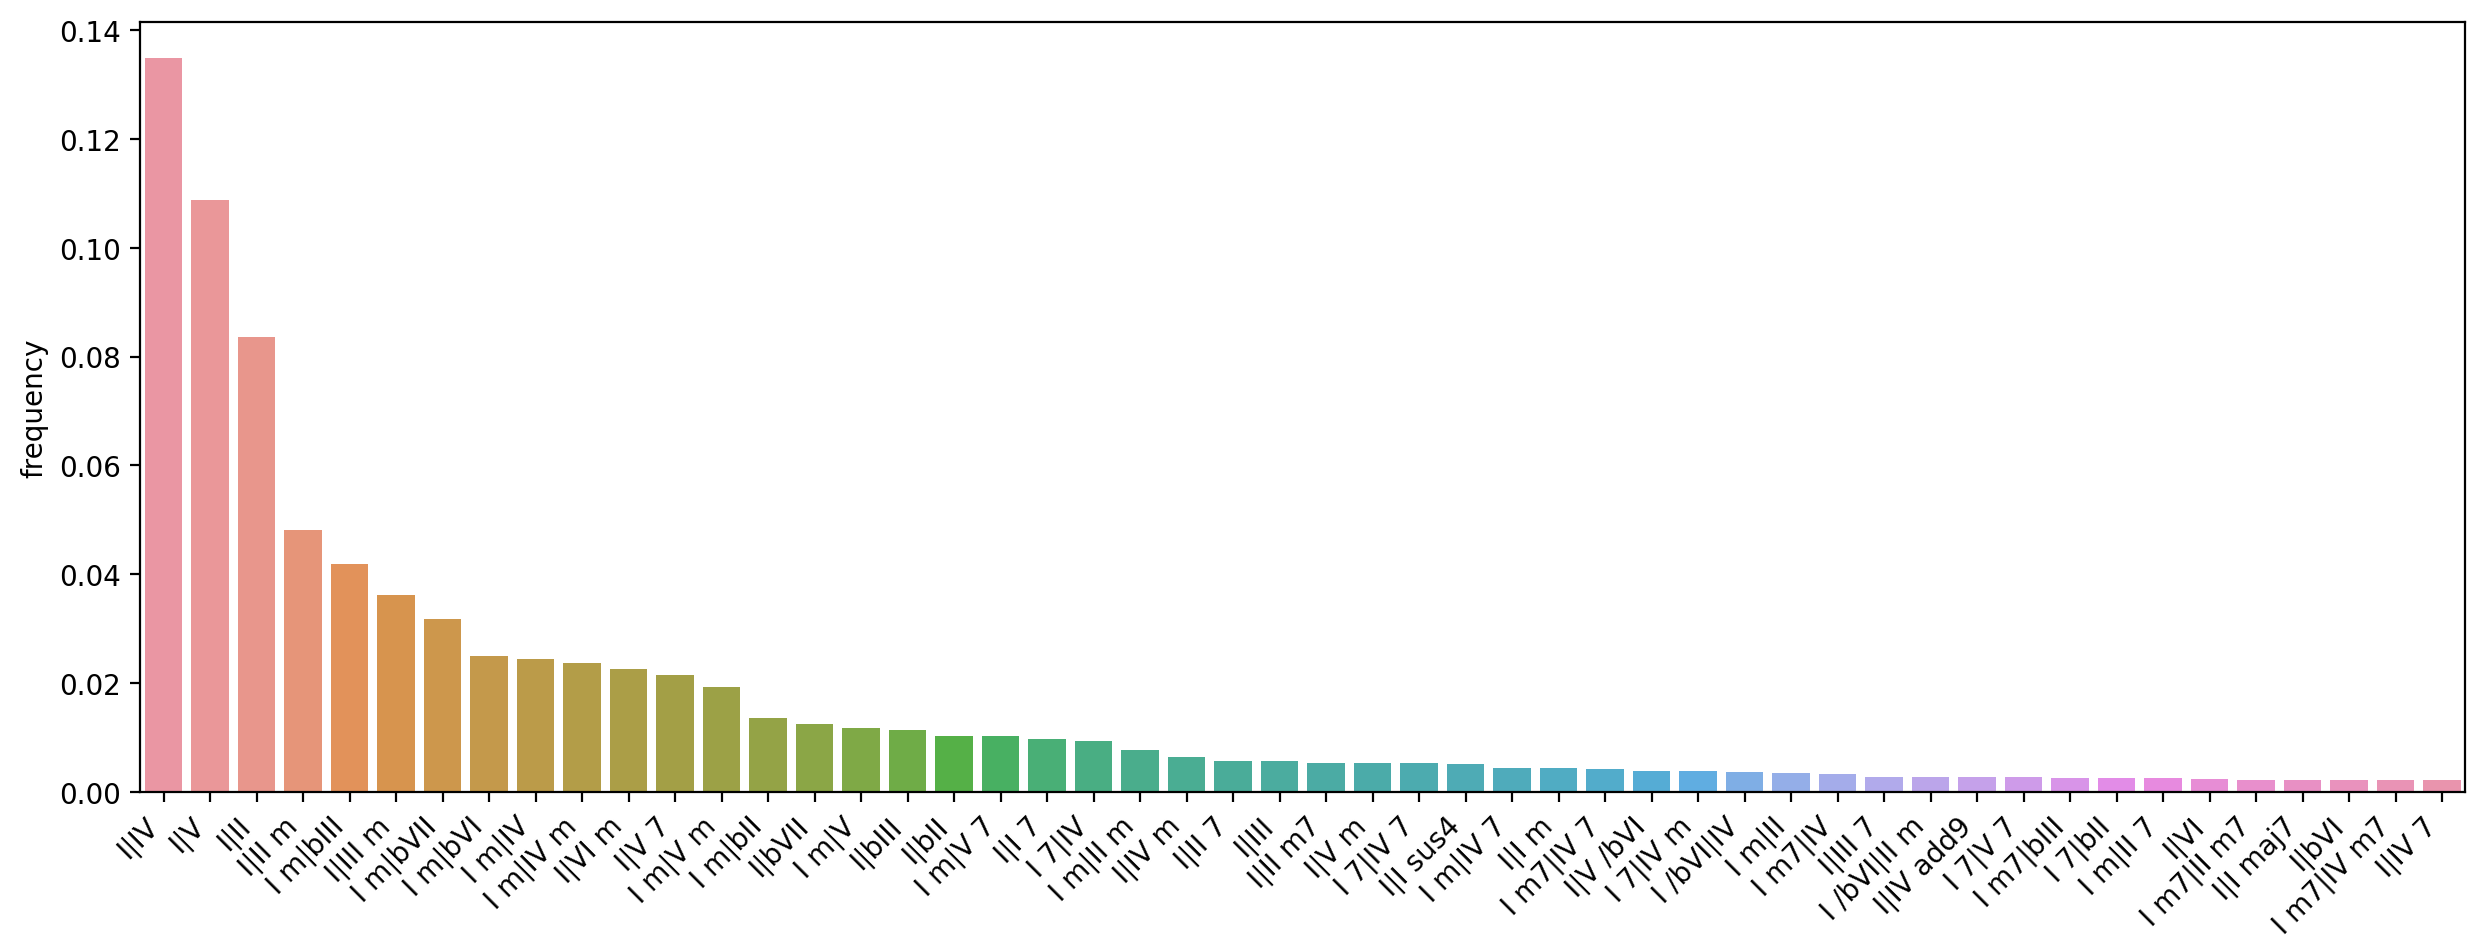 0.14
0.12
0.10
0.08
0.06
0.04
0.02
0.00
frequency
I|IV
I|V
I|II
I|II m
I m|bIII
I|III m
I m|bVII
I m|bVI
I m|IV
I m|IV m
I|VI m
I|V 7
I m|V m
I m|bII
I|bVII
I m|V
I|bIII
I|bII
I m|V 7
I|I 7
I 7|IV
I m|II m
I|IV m
I|II 7
I|III
I|II m7
I|V m
I 7|IV 7
I|I sus4
I m|IV 7
I|I m
I m7|IV 7
I|V /bVI
I 7|IV m
I /bVI|IV
I m|II
I m7|IV
I|III 7
I /bVI|II m
I|IV add9
I 7|V 7
I m7|bIII
I 7|bII
I m|II 7
I|VI
I m7|II m7
I|I maj7
I|bVI
I m7|IV m7
I|IV 7